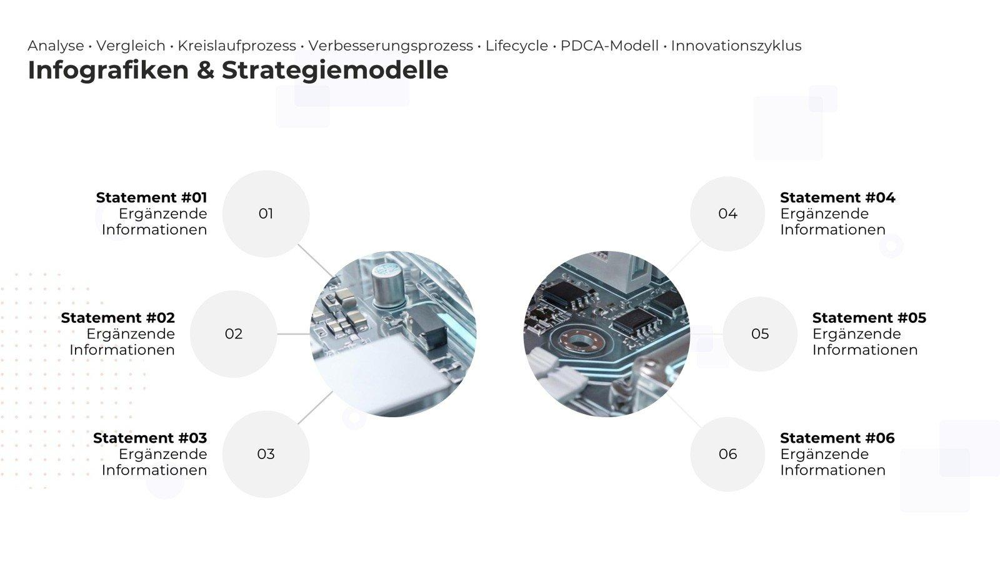 Analyse • Vergleich • Kreislaufprozess • Verbesserungsprozess • Lifecycle • PDCA-Modell • Innovationszyklus
Infografiken & Strategiemodelle
Statement #01
Ergänzende
Informationen
01
Statement #02
Ergänzende
Informationen
02
Statement #03
Ergänzende
Informationen
03
04
Statement #04
Ergänzende
Informationen
05
Statement #05
Ergänzende
Informationen
06
Statement #06
Ergänzende
Informationen